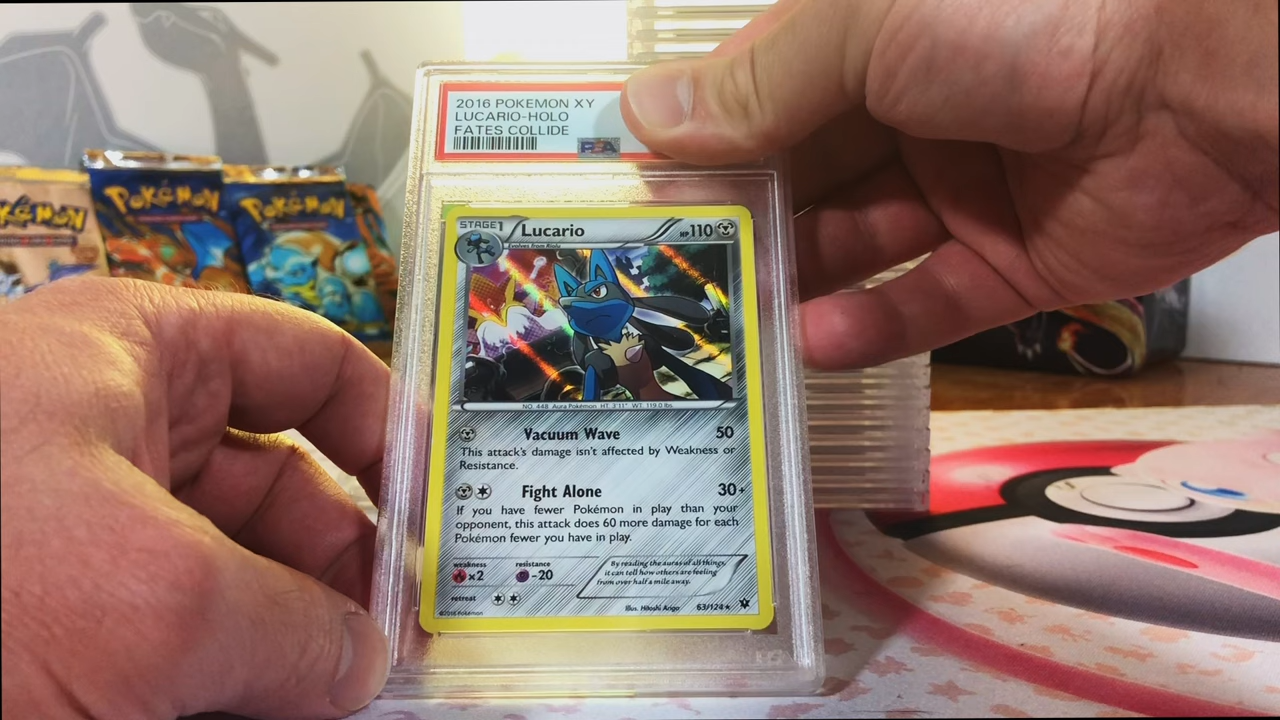 2016 POKEMON XY
LUCARIO-HOLO
FATES COLLIDE
PSA
POKéMON
POKéMON
POKéMON
STAGE1
Lucario
HP110
Evolves from Riolu
NO. 448 Aura Pokémon HT. 3'11" WT. 119.0 lbs.
Vacuum Wave 50
This attack's damage isn't affected by Weakness or
Resistance.
Fight Alone 30+
If you have fewer Pokémon in play than your
opponent, this attack does 60 more damage for each
Pokémon fewer you have in play.
weakness resistance
×2 -20
retreat
By reading the auras of all things,
it can tell how others are feeling
from over half a mile away.
©2016 Pokémon
Illus. Hitoshi Ariga 63/124★